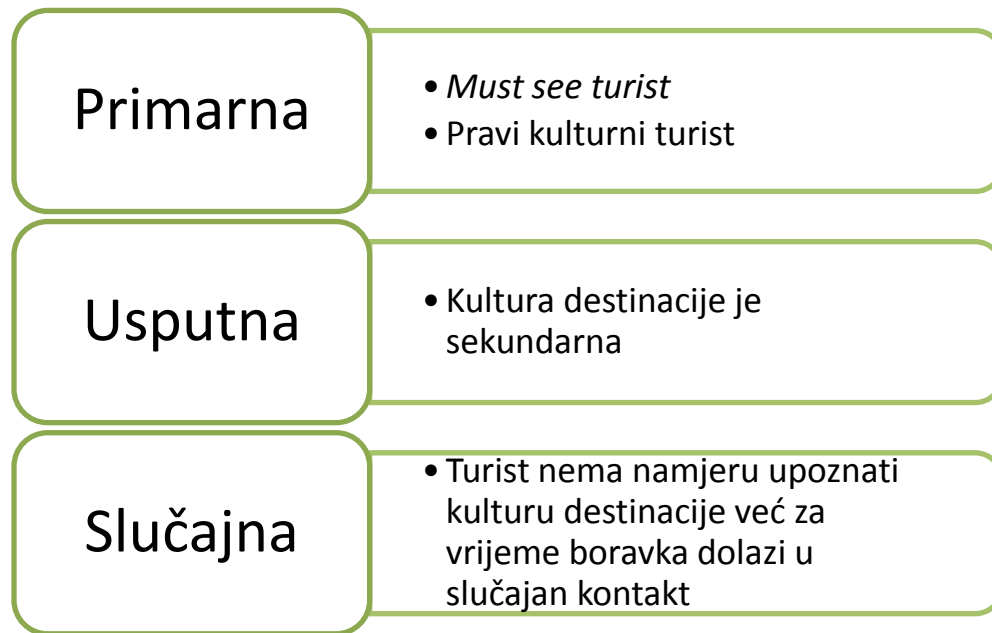 Primarna
• Must see turist
• Pravi kulturni turist
Usputna
• Kultura destinacije je
sekundarna
Slučajna
• Turist nema namjeru upoznati
kulturu destinacije već za
vrijeme boravka dolazi u
slučajan kontakt